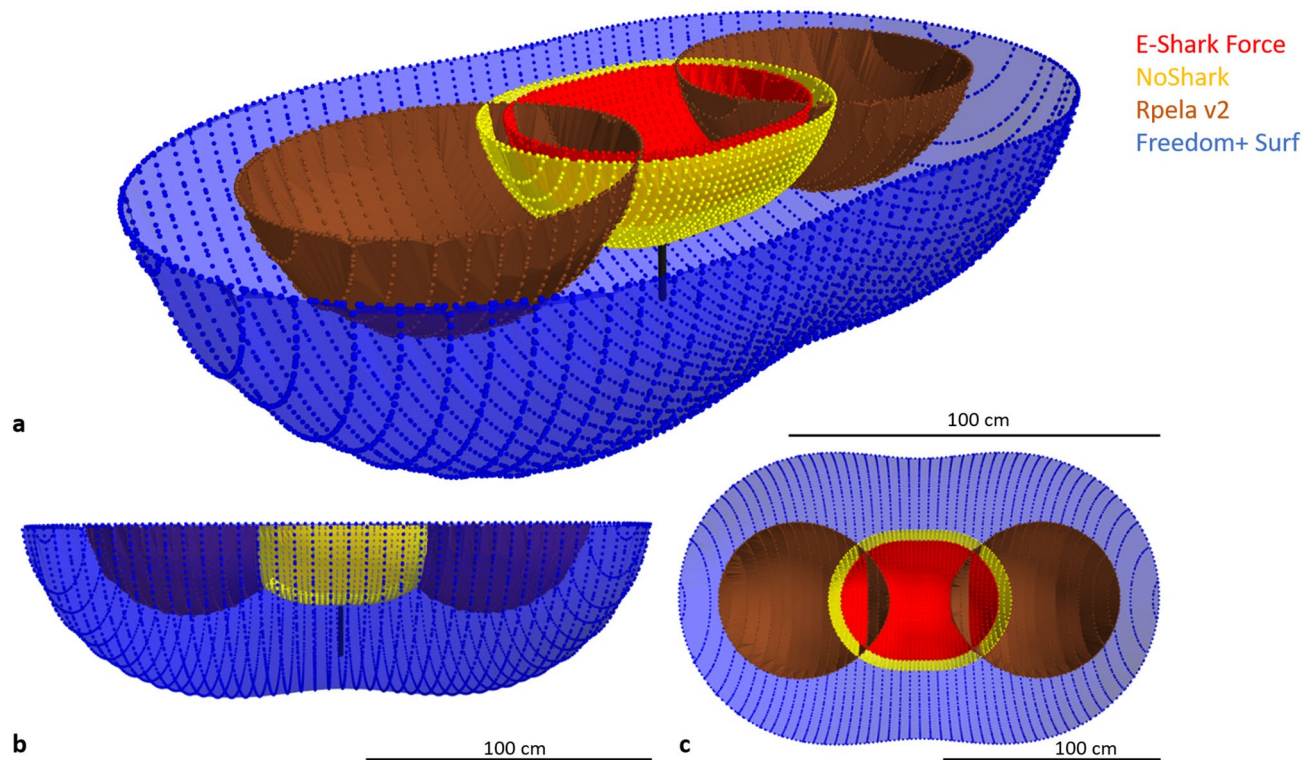 E-Shark Force
NoShark
Rpela v2
Freedom+ Surf
a
100 cm
b
100 cm
c
100 cm